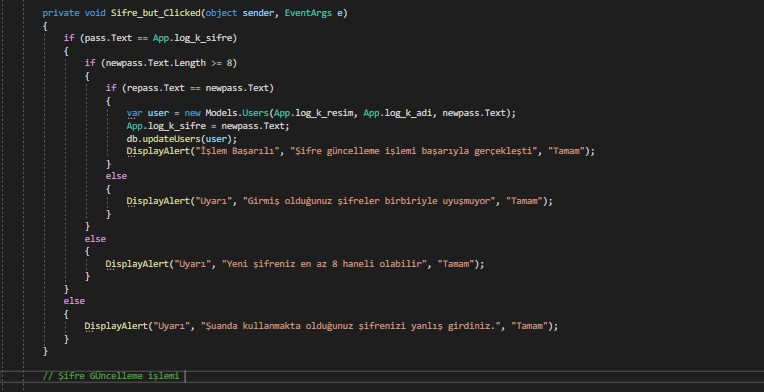 private void Sifre_but_Clicked(object sender, EventArgs e)
{
if (pass.Text == App.log_k_sifre)
{
if (newpass.Text.Length >= 8)
{
if (repass.Text == newpass.Text)
{
var user = new Models.Users(App.log_k_resim, App.log_k_adi, newpass.Text);
App.log_k_sifre = newpass.Text;
db.updateUsers(user);
DisplayAlert("İşlem Başarılı", "Şifre güncelleme işlemi başarıyla gerçekleşti", "Tamam");
}
else
{
DisplayAlert("Uyarı", "Girmiş olduğunuz şifreler birbiriyle uyuşmuyor", "Tamam");
}
}
else
{
DisplayAlert("Uyarı", "Yeni şifreniz en az 8 haneli olabilir", "Tamam");
}
}
else
{
DisplayAlert("Uyarı", "Şuanda kullanmakta olduğunuz şifrenizi yanlış girdiniz.", "Tamam");
}
}
// Şifre GÜncelleme işlemi